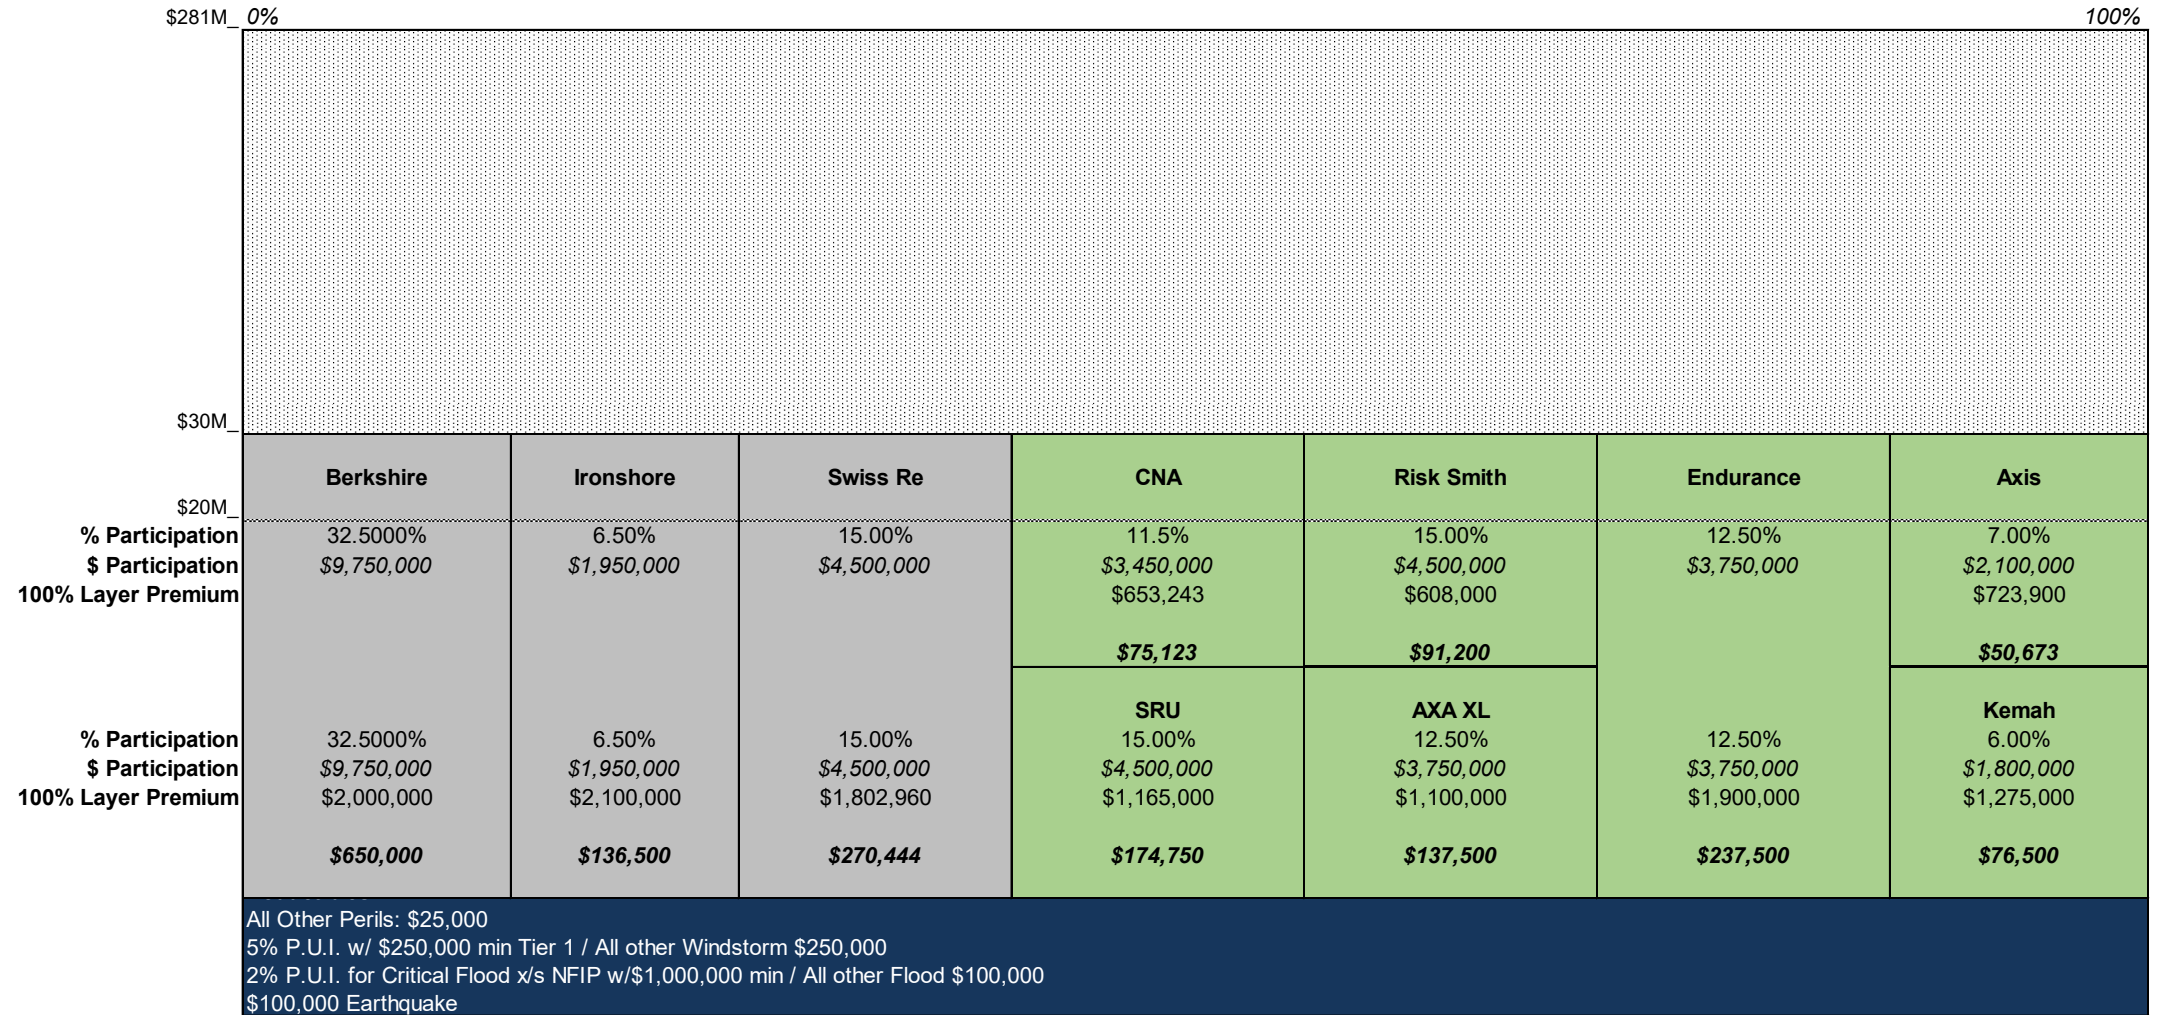 $281M_ 0% 100%
$30M_
Berkshire Ironshore Swiss Re CNA Risk Smith Endurance Axis
$20M_
% Participation 32.5000% 6.50% 15.00% 11.5% 15.00% 12.50% 7.00%
$ Participation $9,750,000 $1,950,000 $4,500,000 $3,450,000 $4,500,000 $3,750,000 $2,100,000
100% Layer Premium $653,243 $608,000 $723,900
$75,123 $91,200 $50,673
SRU AXA XL Kemah
% Participation 32.5000% 6.50% 15.00% 15.00% 12.50% 12.50% 6.00%
$ Participation $9,750,000 $1,950,000 $4,500,000 $4,500,000 $3,750,000 $3,750,000 $1,800,000
100% Layer Premium $2,000,000 $2,100,000 $1,802,960 $1,165,000 $1,100,000 $1,900,000 $1,275,000
$650,000 $136,500 $270,444 $174,750 $137,500 $237,500 $76,500
All Other Perils: $25,000
5% P.U.I. w/ $250,000 min Tier 1 / All other Windstorm $250,000
2% P.U.I. for Critical Flood x/s NFIP w/$1,000,000 min / All other Flood $100,000
$100,000 Earthquake